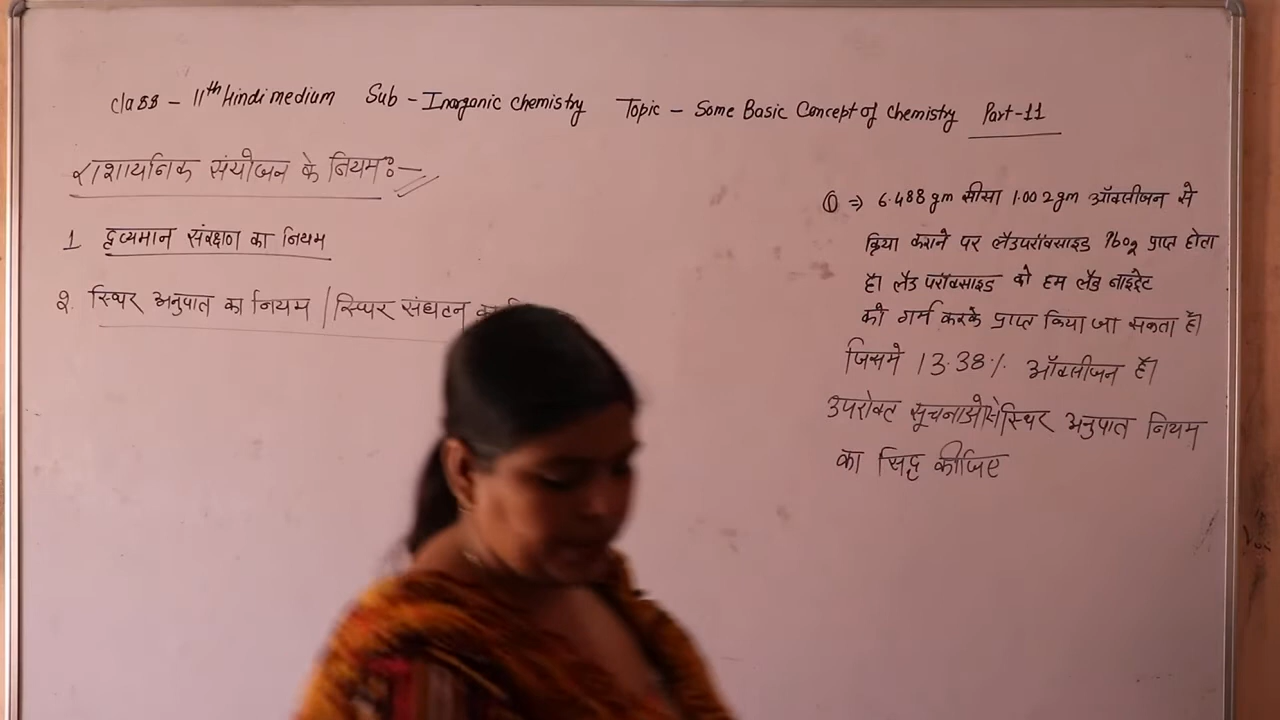 Class - 11th Hindi medium Sub - Inorganic Chemistry Topic - Some Basic Concept of Chemistry Part-11
राशायनिक संयोजन के नियम:-
1 द्रव्यमान संरक्षण का नियम
2. स्थिर अनुपात का नियम / स्थिर संघटन
① ⇒ 6.488 gm सीसा 1.002gm ऑक्सीजन से
क्रिया कराने पर लैडपरॉक्साइड Pbo2 प्राप्त होता
है। लैड परॉक्साइड को हम लैड नाइट्रेट
को गर्म करके प्राप्त किया जा सकता है।
जिसमे 13.38% ऑक्सीजन है।
उपरोक्त सूचनाओसे स्थिर अनुपात नियम
का सिद्ध कीजिए